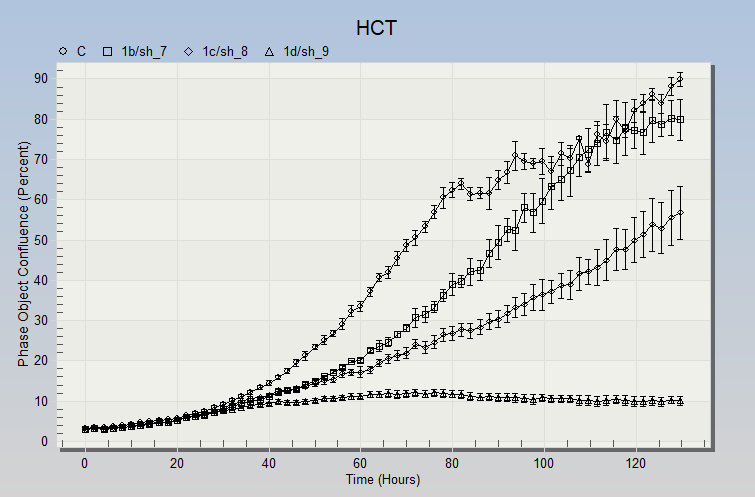 HCT
C 1b/sh_7 1c/sh_8 1d/sh_9
90
80
70
60
50
40
30
20
10
0
Phase Object Confluence (Percent)
0 20 40 60 80 100 120
Time (Hours)